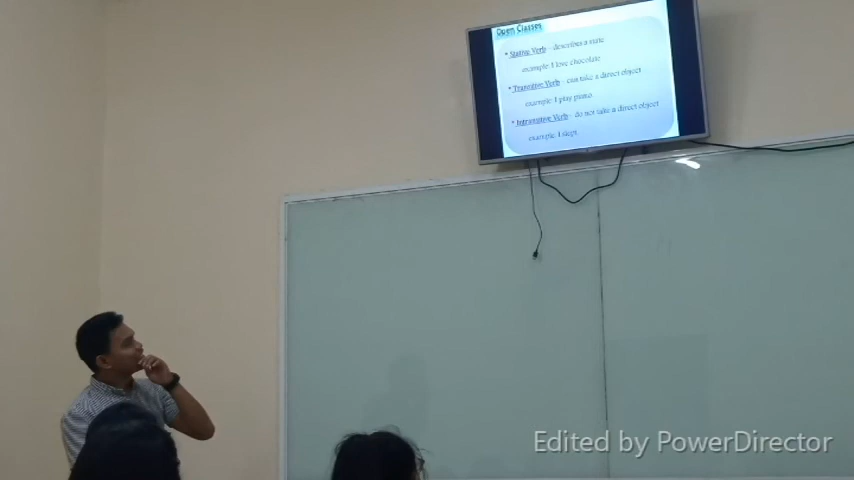 Open Classes
• Stative Verb – describes a state
example: I love chocolate
• Transitive Verb – can take a direct object
example: I play piano.
• Intransitive Verb – do not take a direct object
example: I slept.
Edited by PowerDirector